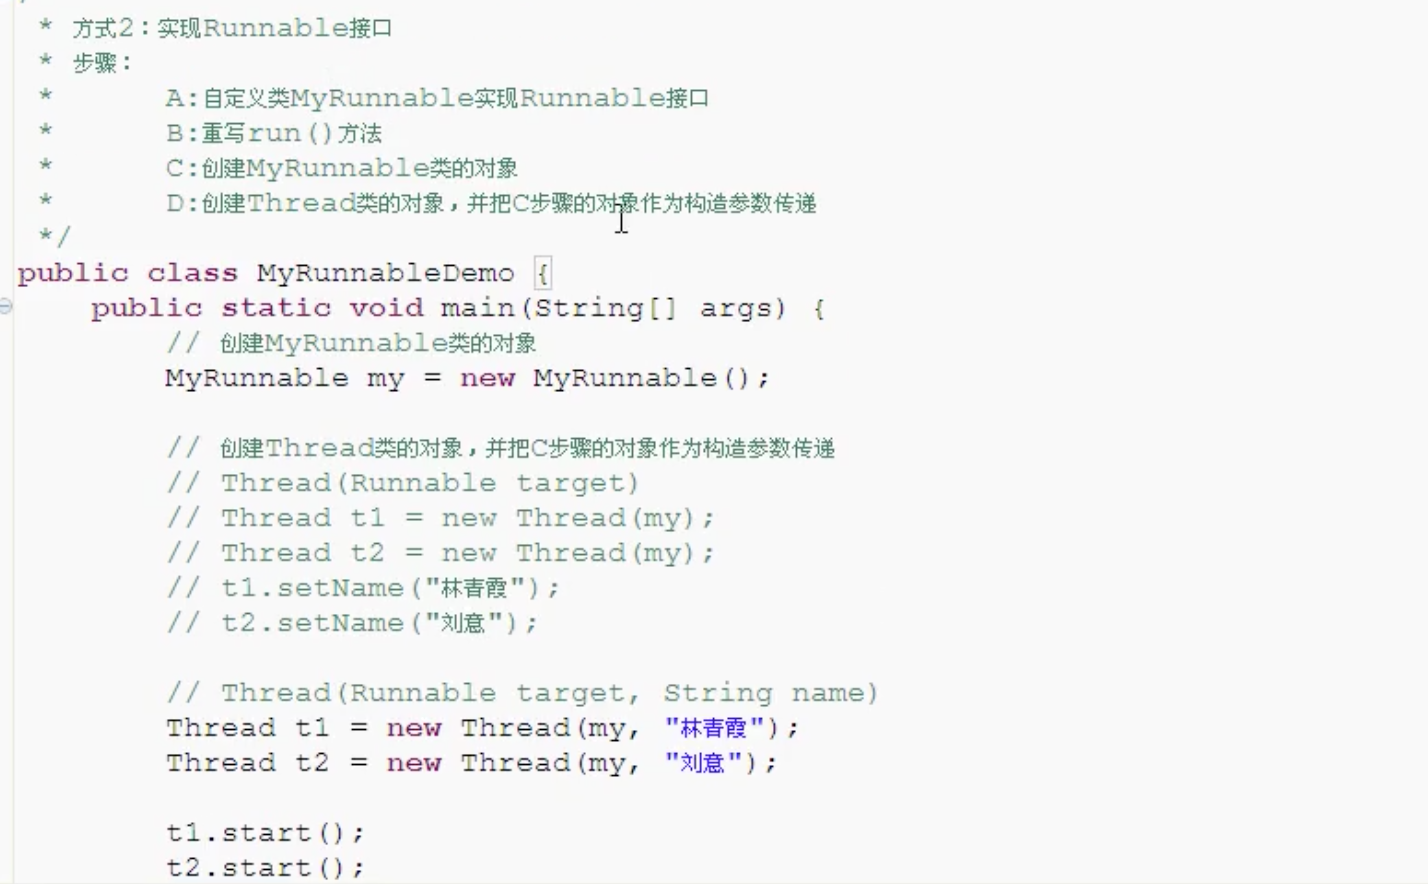 * 方式2：实现Runnable接口
* 步骤：
* A:自定义类MyRunnable实现Runnable接口
* B:重写run()方法
* C:创建MyRunnable类的对象
* D:创建Thread类的对象，并把C步骤的对象作为构造参数传递
*/
public class MyRunnableDemo {
public static void main(String[] args) {
// 创建MyRunnable类的对象
MyRunnable my = new MyRunnable();
// 创建Thread类的对象，并把C步骤的对象作为构造参数传递
// Thread(Runnable target)
// Thread t1 = new Thread(my);
// Thread t2 = new Thread(my);
// t1.setName("林青霞");
// t2.setName("刘意");
// Thread(Runnable target, String name)
Thread t1 = new Thread(my, "林青霞");
Thread t2 = new Thread(my, "刘意");
t1.start();
t2.start();